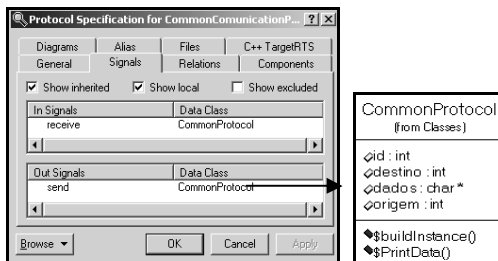 Protocol Specification for CommonComunicationP...
Diagrams Alias Files C++ TargetRTS
General Signals Relations Components
Show inherited Show local Show excluded
In Signals Data Class
receive CommonProtocol
Out Signals Data Class
send CommonProtocol
Browse OK Cancel Apply
CommonProtocol
(from Classes)
id : int
destino : int
dados : char*
origem : int
$buildInstance()
$PrintData()